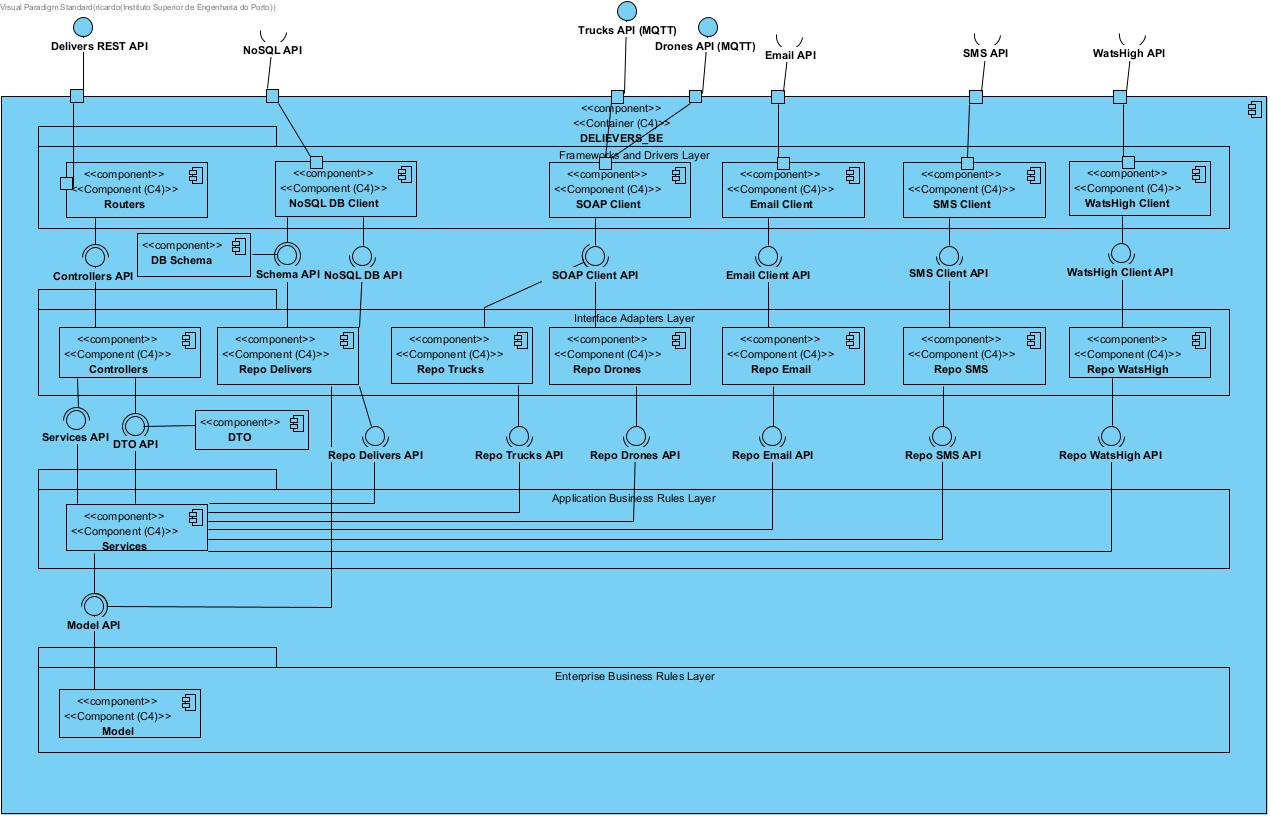 Visual Paradigm Standard(ricardo(Instituto Superior de Engenharia do Porto))
Delivers REST API
NoSQL API
Trucks API (MQTT)
Drones API (MQTT)
Email API
SMS API
WatsHigh API
<<component>>
<<Container (C4)>>
DELIEVERS_BE
Frameworks and Drivers Layer
<<component>>
<<Component (C4)>>
Routers
<<component>>
<<Component (C4)>>
NoSQL DB Client
<<component>>
<<Component (C4)>>
SOAP Client
<<component>>
<<Component (C4)>>
Email Client
<<component>>
<<Component (C4)>>
SMS Client
<<component>>
<<Component (C4)>>
WatsHigh Client
<<component>>
DB Schema
Controllers API
Schema API
NoSQL DB API
SOAP Client API
Email Client API
SMS Client API
WatsHigh Client API
Interface Adapters Layer
<<component>>
<<Component (C4)>>
Controllers
<<component>>
<<Component (C4)>>
Repo Delivers
<<component>>
<<Component (C4)>>
Repo Trucks
<<component>>
<<Component (C4)>>
Repo Drones
<<component>>
<<Component (C4)>>
Repo Email
<<component>>
<<Component (C4)>>
Repo SMS
<<component>>
<<Component (C4)>>
Repo WatsHigh
<<component>>
DTO
Services API
DTO API
Repo Delivers API
Repo Trucks API
Repo Drones API
Repo Email API
Repo SMS API
Repo WatsHigh API
Application Business Rules Layer
<<component>>
<<Component (C4)>>
Services
Model API
Enterprise Business Rules Layer
<<component>>
<<Component (C4)>>
Model